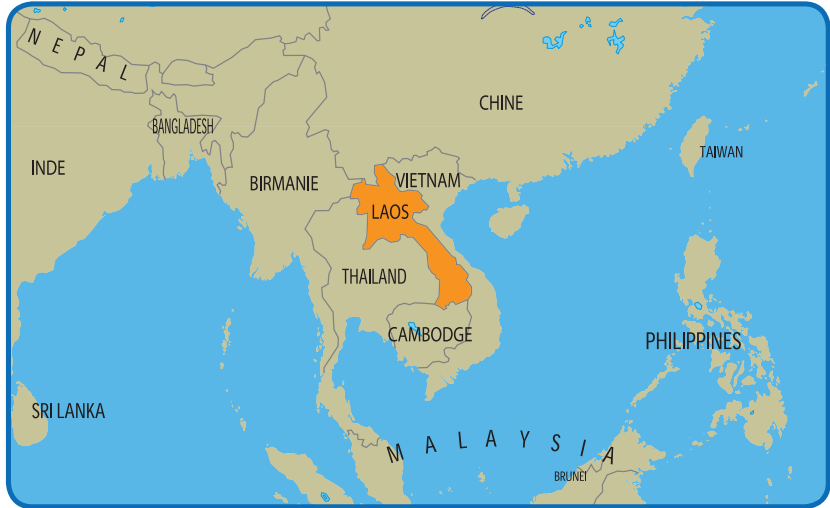 NEPAL
CHINE
BANGLADESH
TAIWAN
INDE
BIRMANIE
VIETNAM
LAOS
THAILAND
CAMBODGE
PHILIPPINES
SRI LANKA
MALAYSIA
BRUNEI